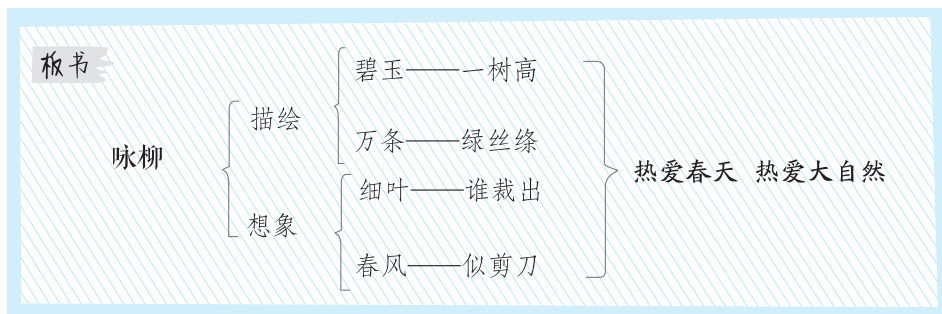 板书
咏柳
描绘
碧玉——一树高
万条——绿丝绦
想象
细叶——谁裁出
春风——似剪刀
热爱春天 热爱大自然